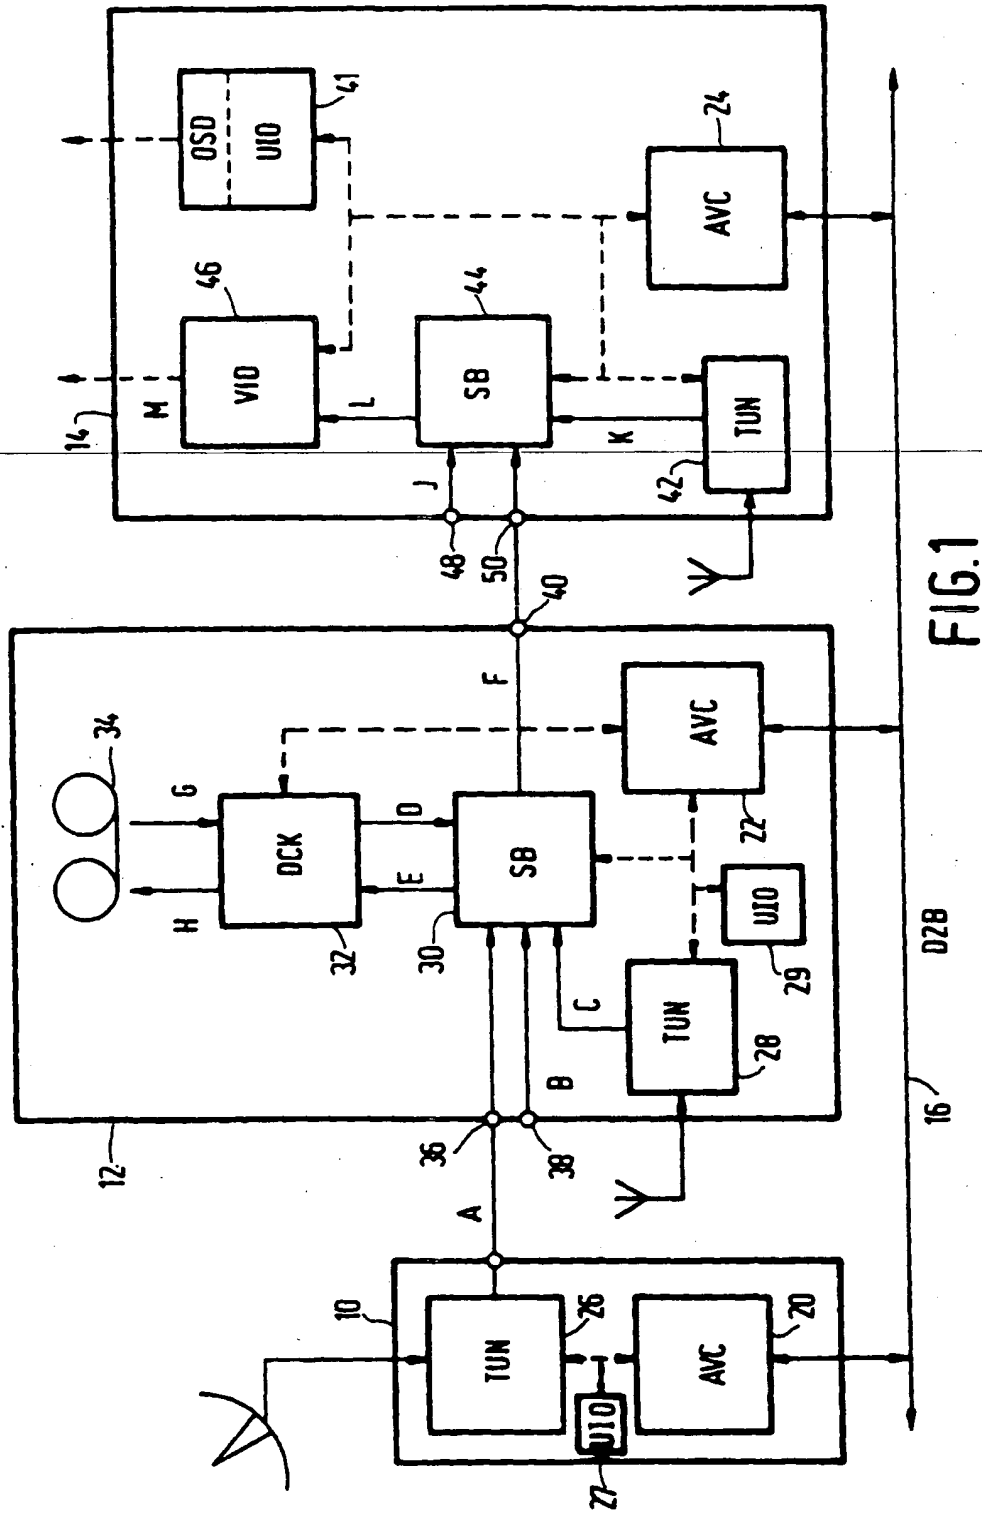 14
M
VID
46
OSD
UIO
41
L
J
SB
44
48
50
K
42
TUN
AVC
24
12
34
H
G
DCK
32
E
D
30
SB
F
40
36
38
B
C
TUN
28
UIO
29
AVC
22
10
A
TUN
26
UIO
27
AVC
20
16
D2B
FIG.1